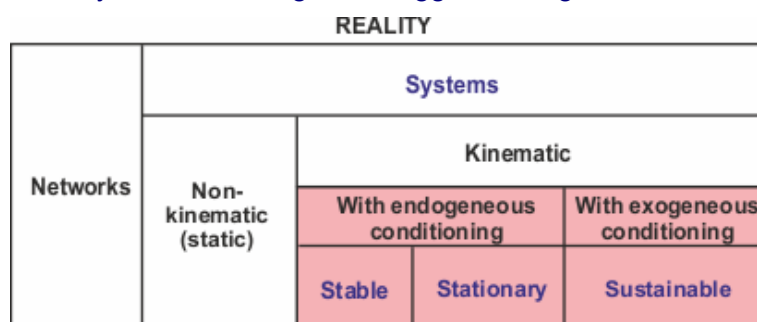 REALITY
Systems
Kinematic
Networks
Non-
kinematic
(static)
With endogeneous
conditioning
With exogeneous
conditioning
Stable
Stationary
Sustainable